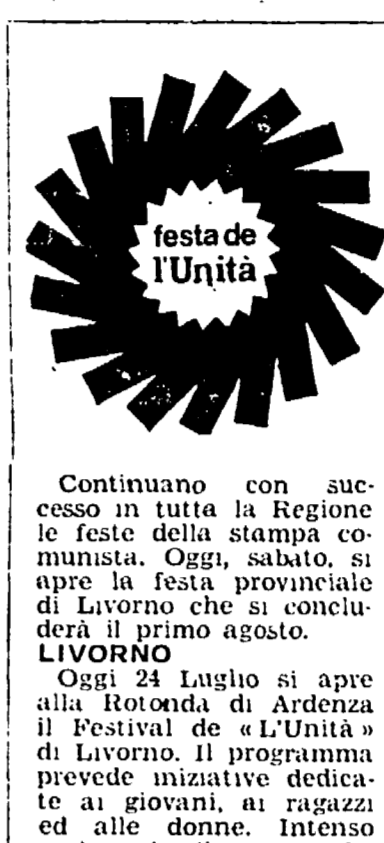 festa de
l'Unità
Continuano con suc-
cesso in tutta la Regione
le feste della stampa co-
munista. Oggi, sabato, si
apre la festa provinciale
di Livorno che si conclu-
derà il primo agosto.
LIVORNO
Oggi 24 Luglio si apre
alla Rotonda di Ardenza
il Festival de «L'Unità»
di Livorno. Il programma
prevede iniziative dedica-
te ai giovani, ai ragazzi
ed alle donne. Intenso